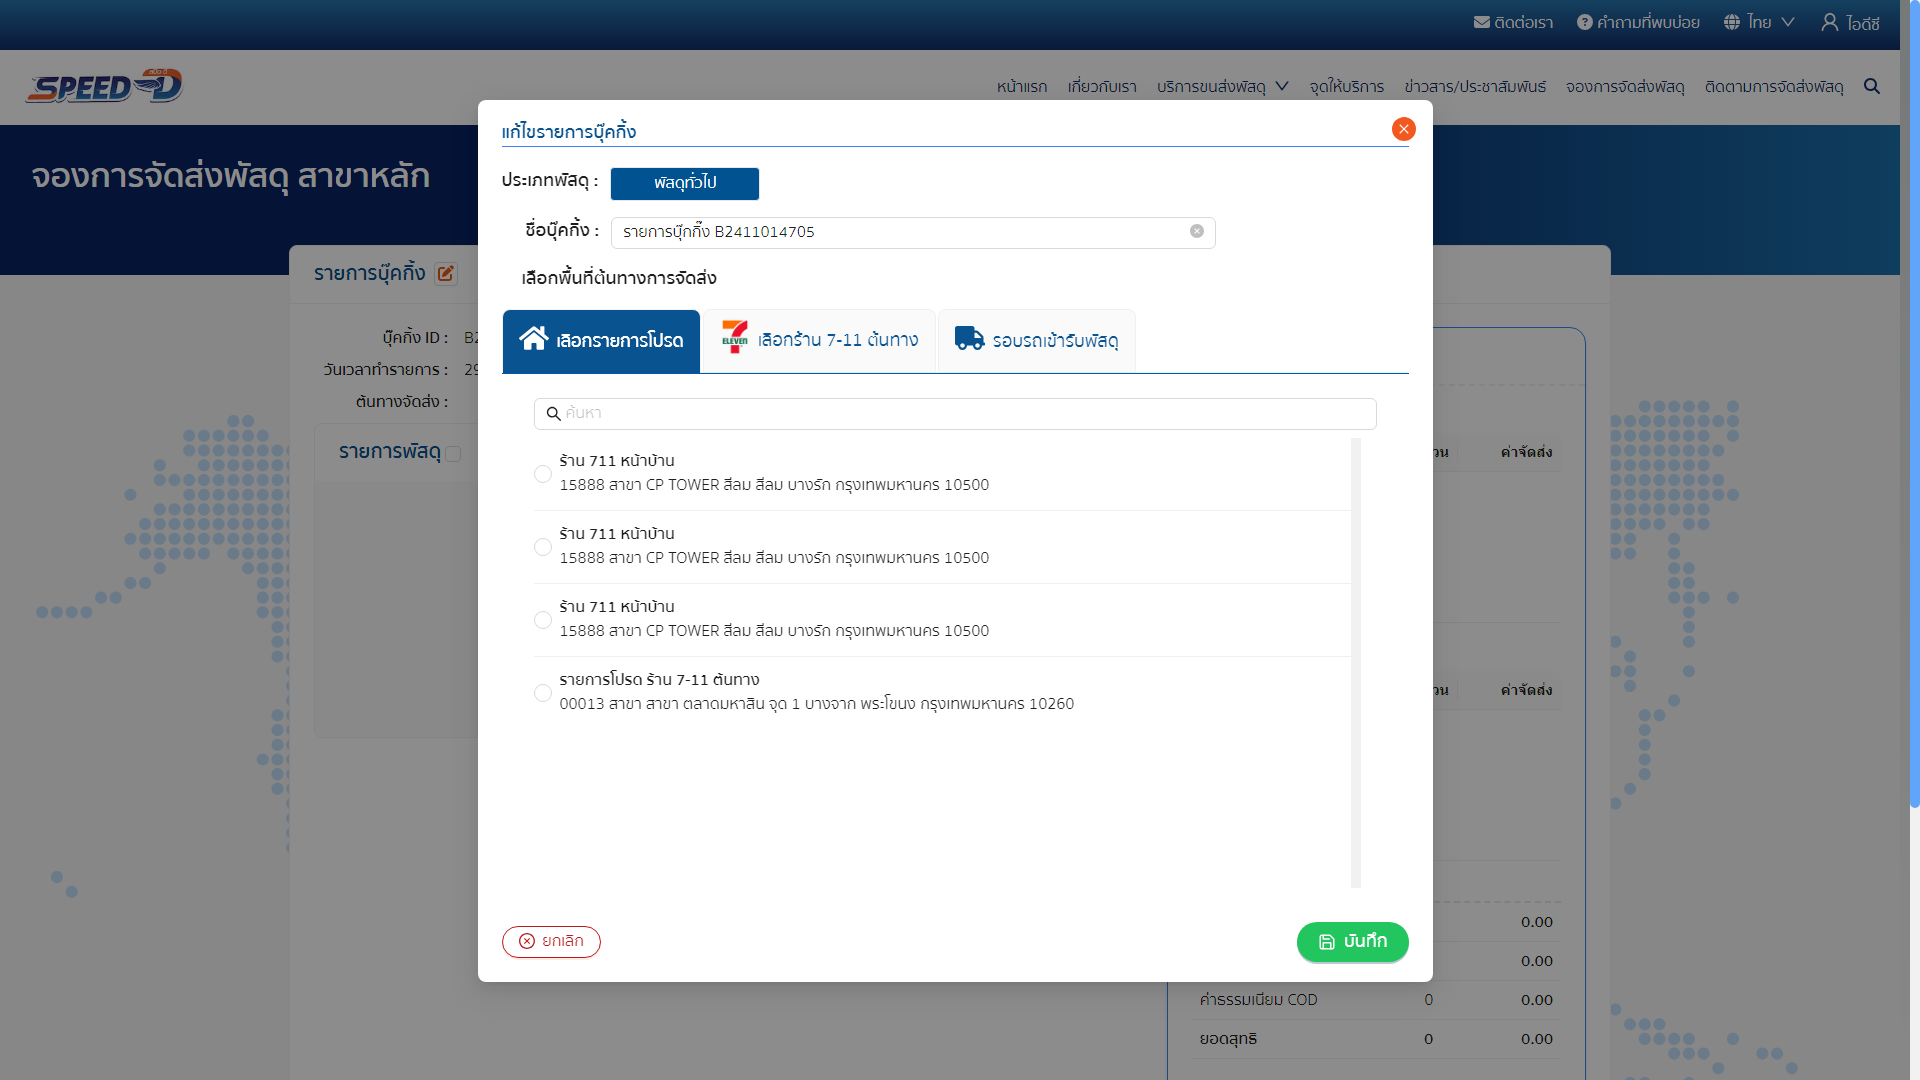 ติดต่อเรา คำถามที่พบบ่อย ไทย ไอดีซี
SPEED-D
หน้าแรก เกี่ยวกับเรา บริการขนส่งพัสดุ จุดให้บริการ ข่าวสาร/ประชาสัมพันธ์ จองการจัดส่งพัสดุ ติดตามการจัดส่งพัสดุ
จองการจัดส่งพัสดุ สาขาหลัก
แก้ไขรายการบุ๊คกิ้ง
ประเภทพัสดุ : พัสดุทั่วไป
ชื่อบุ๊คกิ้ง : รายการบุ๊กกิ๊ง B2411014705
เลือกพื้นที่ต้นทางการจัดส่ง
เลือกรายการโปรด
ELEVEN
เลือกร้าน 7-11 ต้นทาง
รอบรถเข้ารับพัสดุ
ค้นหา
ร้าน 711 หน้าบ้าน
15888 สาขา CP TOWER สีลม สีลม บางรัก กรุงเทพมหานคร 10500
ร้าน 711 หน้าบ้าน
15888 สาขา CP TOWER สีลม สีลม บางรัก กรุงเทพมหานคร 10500
ร้าน 711 หน้าบ้าน
15888 สาขา CP TOWER สีลม สีลม บางรัก กรุงเทพมหานคร 10500
รายการโปรด ร้าน 7-11 ต้นทาง
00013 สาขา สาขา ตลาดมหาสิน จุด 1 บางจาก พระโขนง กรุงเทพมหานคร 10260
ยกเลิก
บันทึก
รายการบุ๊คกิ้ง
บุ๊คกิ้ง ID :
วันเวลาทำรายการ : 29
ต้นทางจัดส่ง :
รายการพัสดุ
ค่าจัดส่ง
ค่าจัดส่ง
0.00
0.00
ค่าธรรมเนียม COD 0 0.00
ยอดสุทธิ 0 0.00